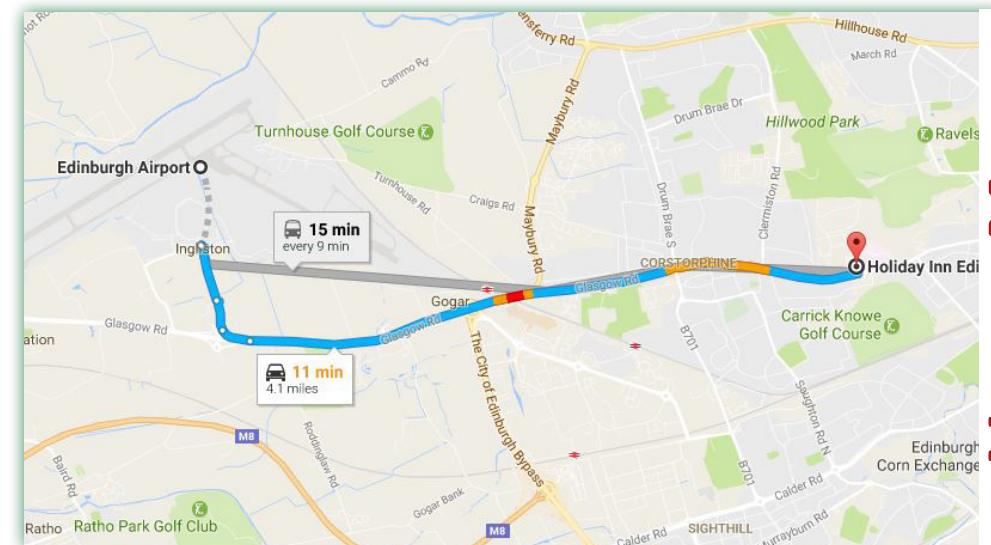 nsferry Rd
Hillhouse Rd
March Rd
Cammo Rd
Maybury Rd
Drum Brae Dr
Hillwood Park
Turnhouse Golf Course
Ravels
Edinburgh Airport
Turnhouse Rd
Craigs Rd
Drum Brae S
Clermiston Rd
Maybury Rd
15 min
every 9 min
Ingliston
CORSTORPHINE
Holiday Inn Edi
Glasgow Rd
Gogar
Carrick Knowe
Golf Course
Glasgow Rd
Glasgow Rd
B701
ation
The City of Edinburgh Bypass
11 min
4.1 miles
Saughton Rd N
M8
Roddinglaw Rd
Edinburgh
Corn Exchange
Baird Rd
B701
Calder Rd
Gogar Bank
Ratho
Ratho Park Golf Club
M8
Calder Rd
SIGHTHILL
Murrayburn Rd